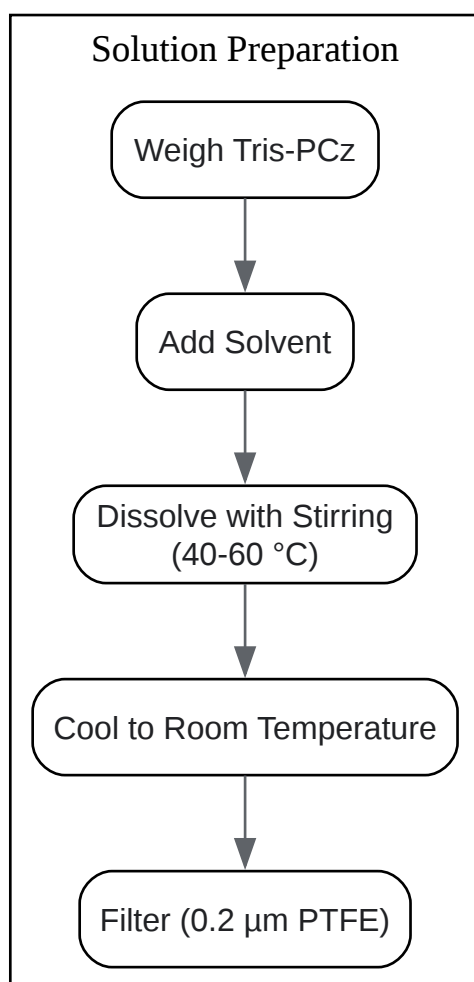 Solution Preparation
Weigh Tris-PCz
Add Solvent
Dissolve with Stirring
(40-60 °C)
Cool to Room Temperature
Filter (0.2 µm PTFE)